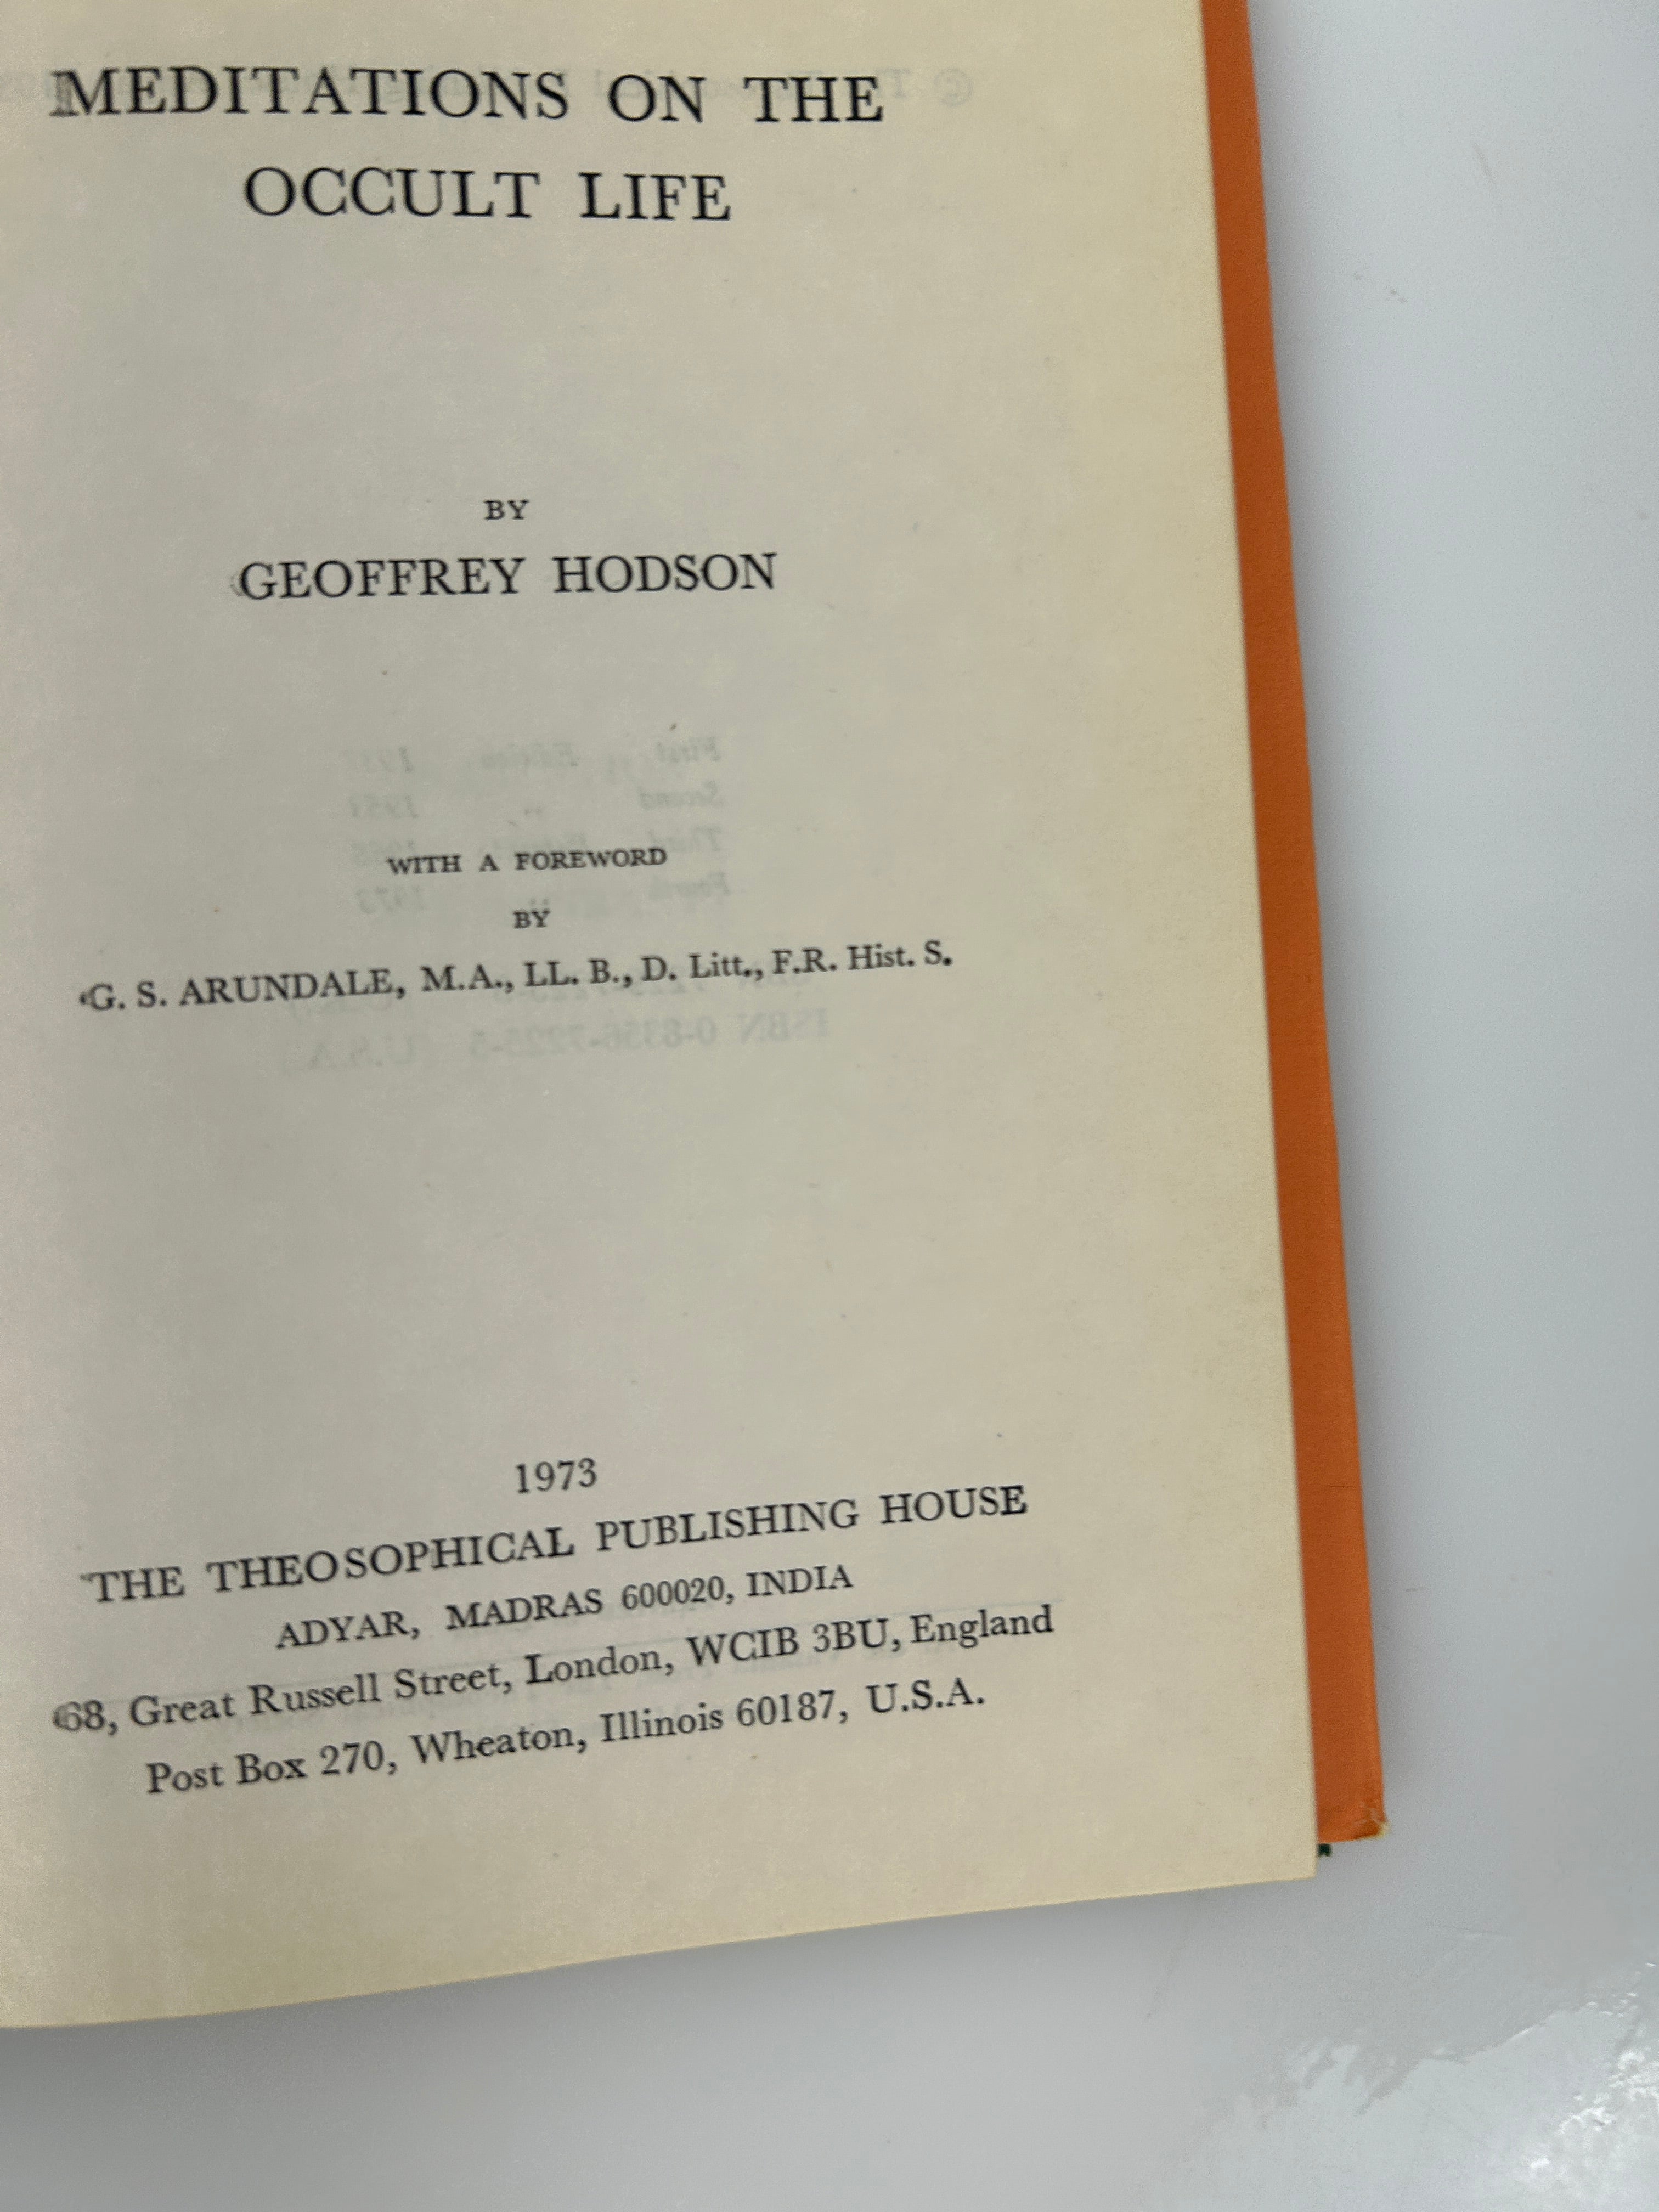 MEDITATIONS ON THE
OCCULT LIFE
BY
GEOFFREY HODSON
WITH A FOREWORD
BY
G. S. ARUNDALE, M.A., LL. B., D. Litt., F.R. Hist. S.
1973
THE THEOSOPHICAL PUBLISHING HOUSE
ADYAR, MADRAS 600020, INDIA
68, Great Russell Street, London, WCIB 3BU, England
Post Box 270, Wheaton, Illinois 60187, U.S.A.